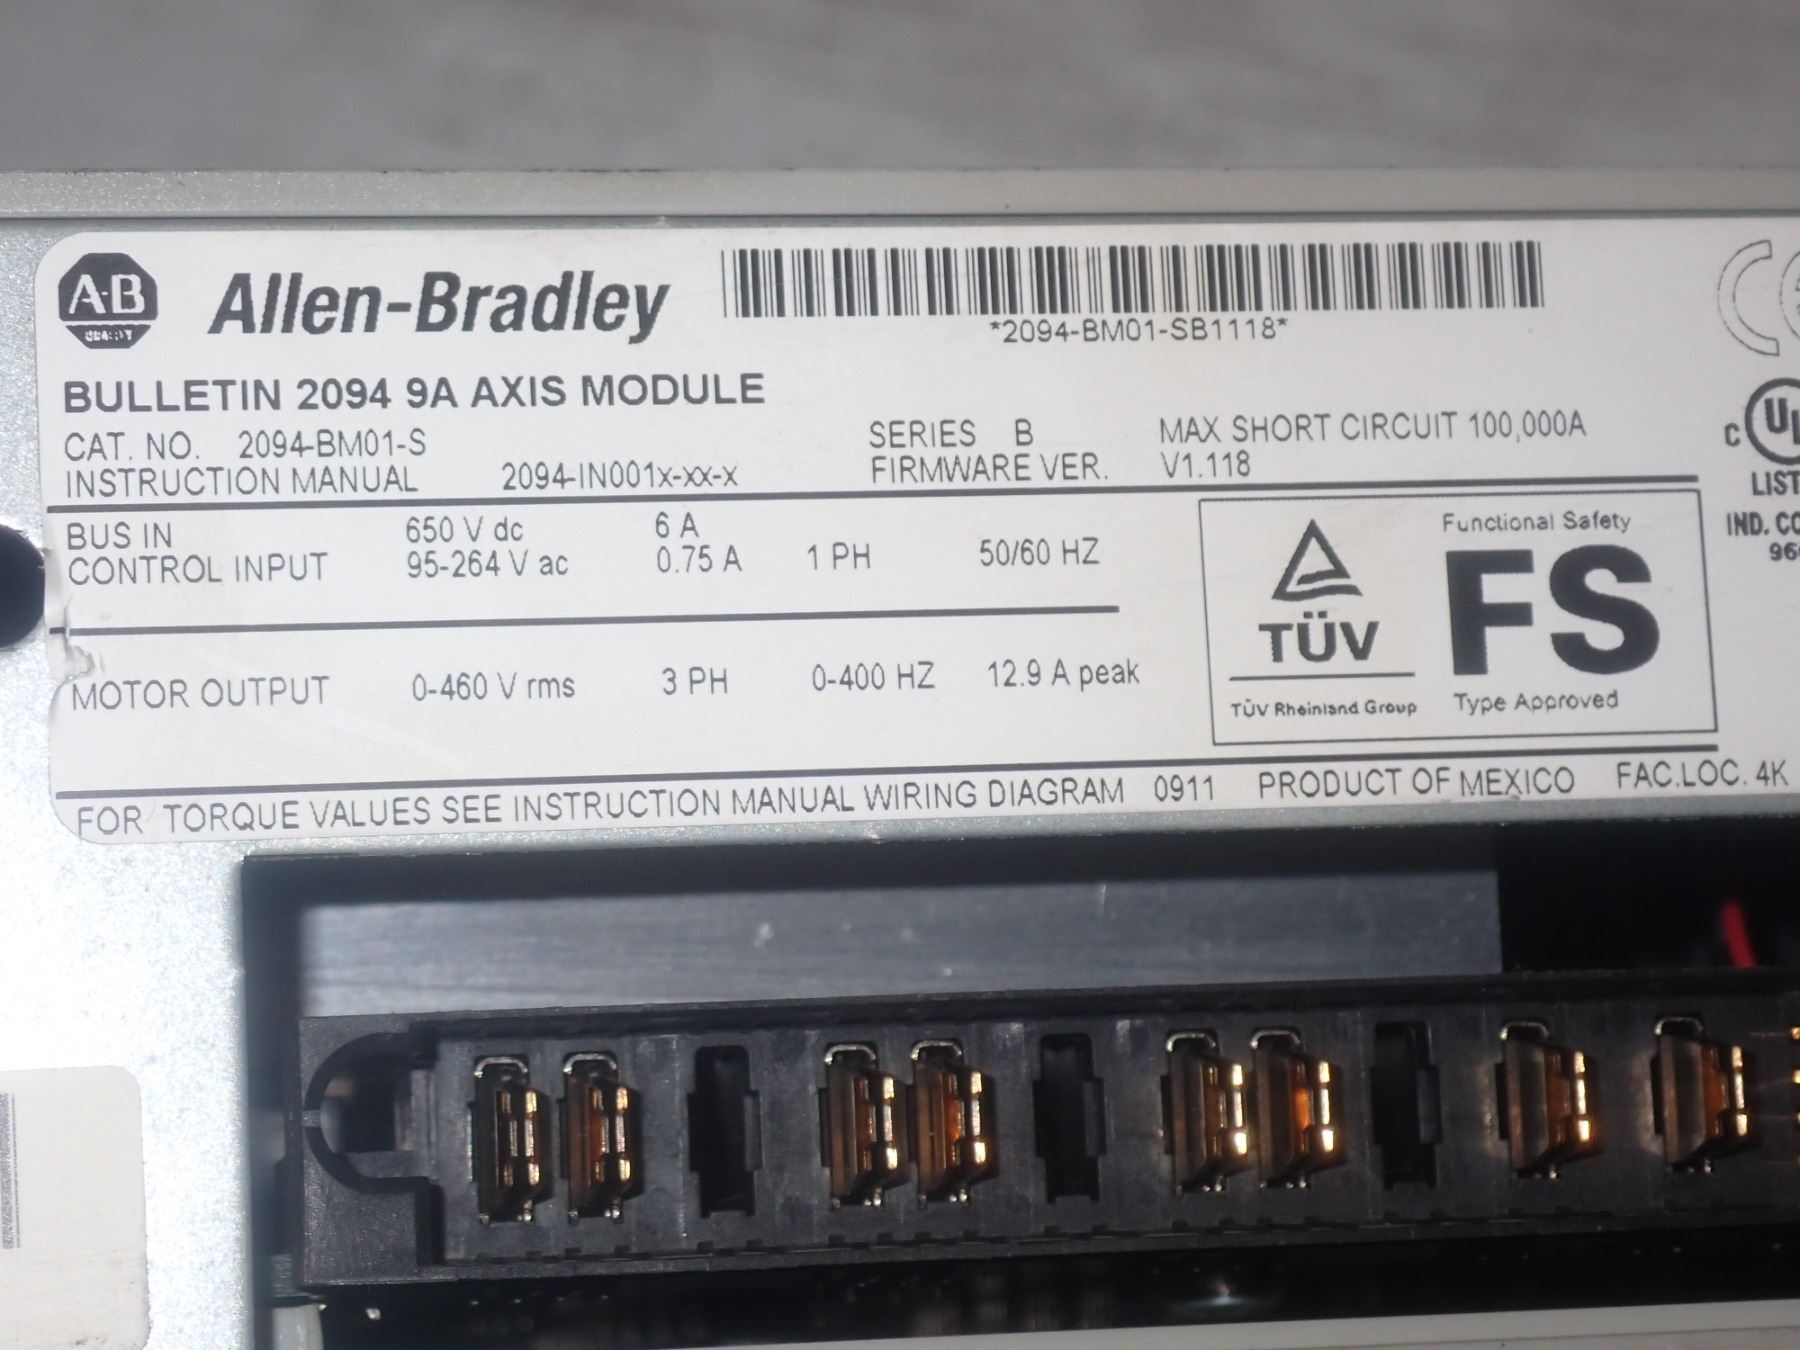 A-B
Allen-Bradley
*2094-BM01-SB1118*
BULLETIN 2094 9A AXIS MODULE
CAT. NO. 2094-BM01-S SERIES B MAX SHORT CIRCUIT 100,000A
INSTRUCTION MANUAL 2094-IN001x-xx-x FIRMWARE VER. V1.118
BUS IN 650 V dc 6 A
CONTROL INPUT 95-264 V ac 0.75 A 1 PH 50/60 HZ
MOTOR OUTPUT 0-460 V rms 3 PH 0-400 HZ 12.9 A peak
TÜV
TÜV Rheinland Group
Functional Safety
FS
Type Approved
C UL
LIST
IND. CO
96
FOR TORQUE VALUES SEE INSTRUCTION MANUAL WIRING DIAGRAM 0911 PRODUCT OF MEXICO FAC.LOC. 4K